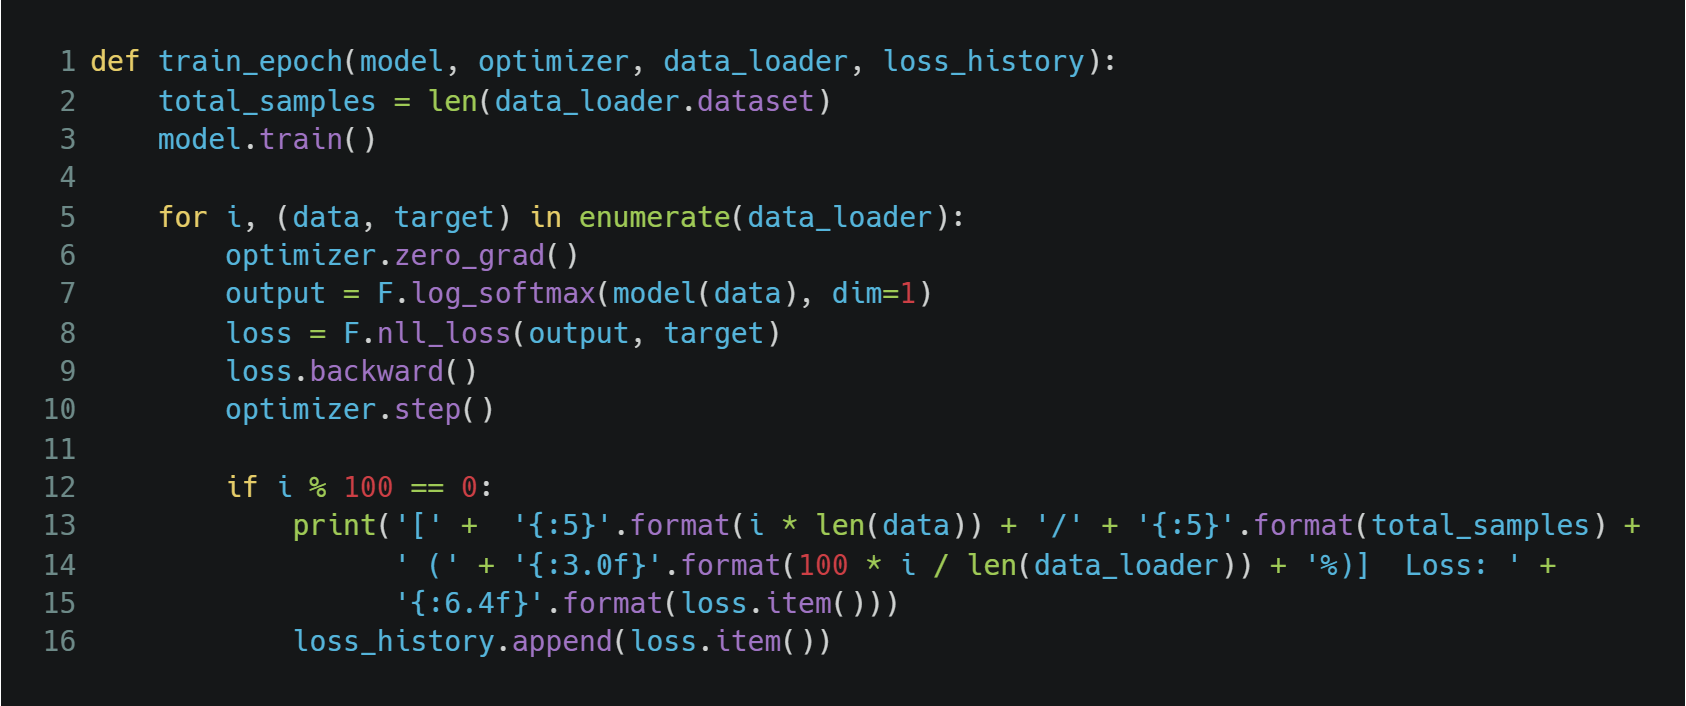 1 def train_epoch(model, optimizer, data_loader, loss_history):
2     total_samples = len(data_loader.dataset)
3     model.train()
4
5     for i, (data, target) in enumerate(data_loader):
6         optimizer.zero_grad()
7         output = F.log_softmax(model(data), dim=1)
8         loss = F.nll_loss(output, target)
9         loss.backward()
10         optimizer.step()
11
12         if i % 100 == 0:
13             print('[' +  '{:5}'.format(i * len(data)) + '/' + '{:5}'.format(total_samples) +
14                   ' (' + '{:3.0f}'.format(100 * i / len(data_loader)) + '%)]  Loss: ' +
15                   '{:6.4f}'.format(loss.item()))
16             loss_history.append(loss.item())